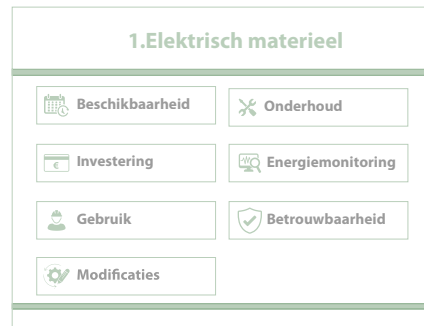 1.Elektrisch materieel
Beschikbaarheid
Onderhoud
€ Investering
Energiemonitoring
Gebruik
Betrouwbaarheid
Modificaties